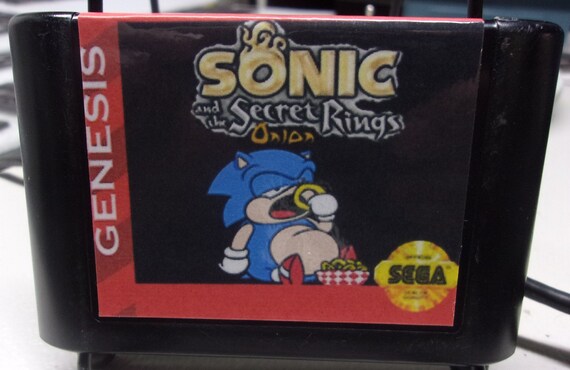 GENESIS
SONIC
and the Secret Rings
Onion
SEGA